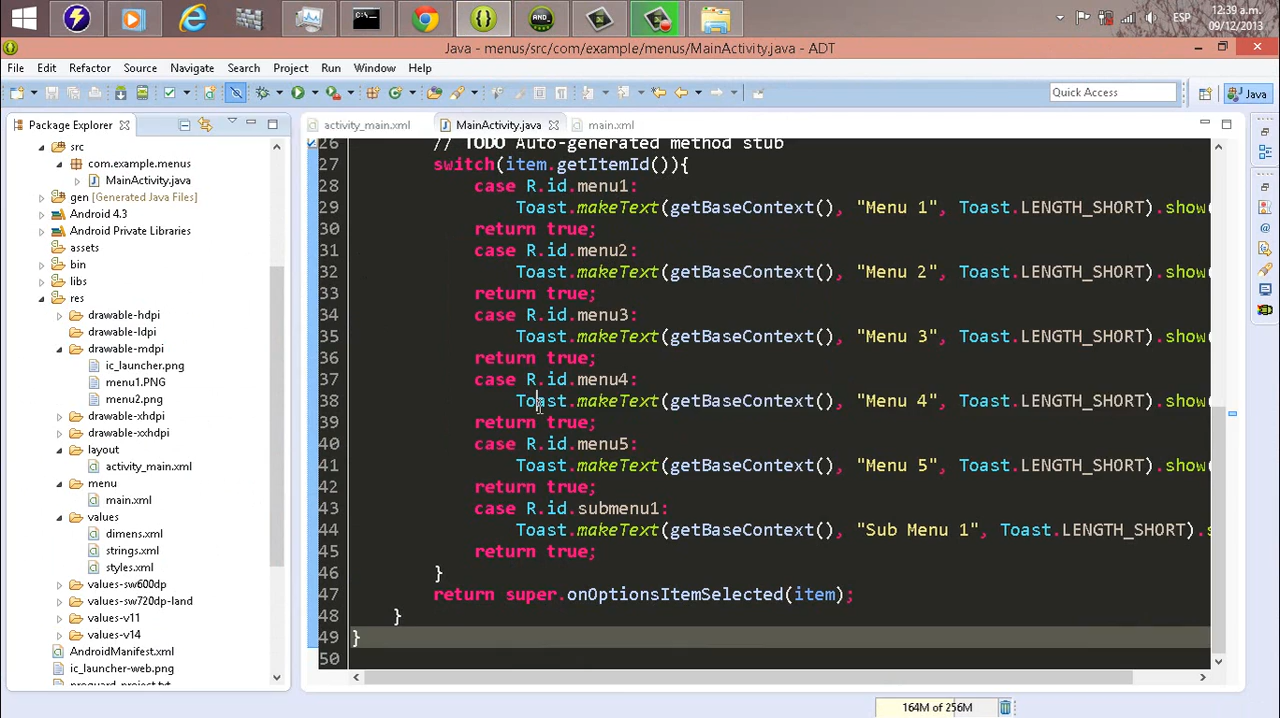 12:39 a.m.
ESP
09/12/2013
Java - menus/src/com/example/menus/MainActivity.java - ADT
File Edit Refactor Source Navigate Search Project Run Window Help
Quick Access
Java
Package Explorer
activity_main.xml
MainActivity.java
main.xml
src
com.example.menus
MainActivity.java
gen [Generated Java Files]
Android 4.3
Android Private Libraries
assets
bin
libs
res
drawable-hdpi
drawable-ldpi
drawable-mdpi
ic_launcher.png
menu1.PNG
menu2.png
drawable-xhdpi
drawable-xxhdpi
layout
activity_main.xml
menu
main.xml
values
dimens.xml
strings.xml
styles.xml
values-sw600dp
values-sw720dp-land
values-v11
values-v14
AndroidManifest.xml
ic_launcher-web.png
proguard_project.txt
26 // TODO Auto-generated method stub
27 switch(item.getItemId()){
28 case R.id.menu1:
29 Toast.makeText(getBaseContext(), "Menu 1", Toast.LENGTH_SHORT).show(
30 return true;
31 case R.id.menu2:
32 Toast.makeText(getBaseContext(), "Menu 2", Toast.LENGTH_SHORT).show(
33 return true;
34 case R.id.menu3:
35 Toast.makeText(getBaseContext(), "Menu 3", Toast.LENGTH_SHORT).show(
36 return true;
37 case R.id.menu4:
38 Toast.makeText(getBaseContext(), "Menu 4", Toast.LENGTH_SHORT).show(
39 return true;
40 case R.id.menu5:
41 Toast.makeText(getBaseContext(), "Menu 5", Toast.LENGTH_SHORT).show(
42 return true;
43 case R.id.submenu1:
44 Toast.makeText(getBaseContext(), "Sub Menu 1", Toast.LENGTH_SHORT).s
45 return true;
46 }
47 return super.onOptionsItemSelected(item);
48 }
49 }
50
164M of 256M